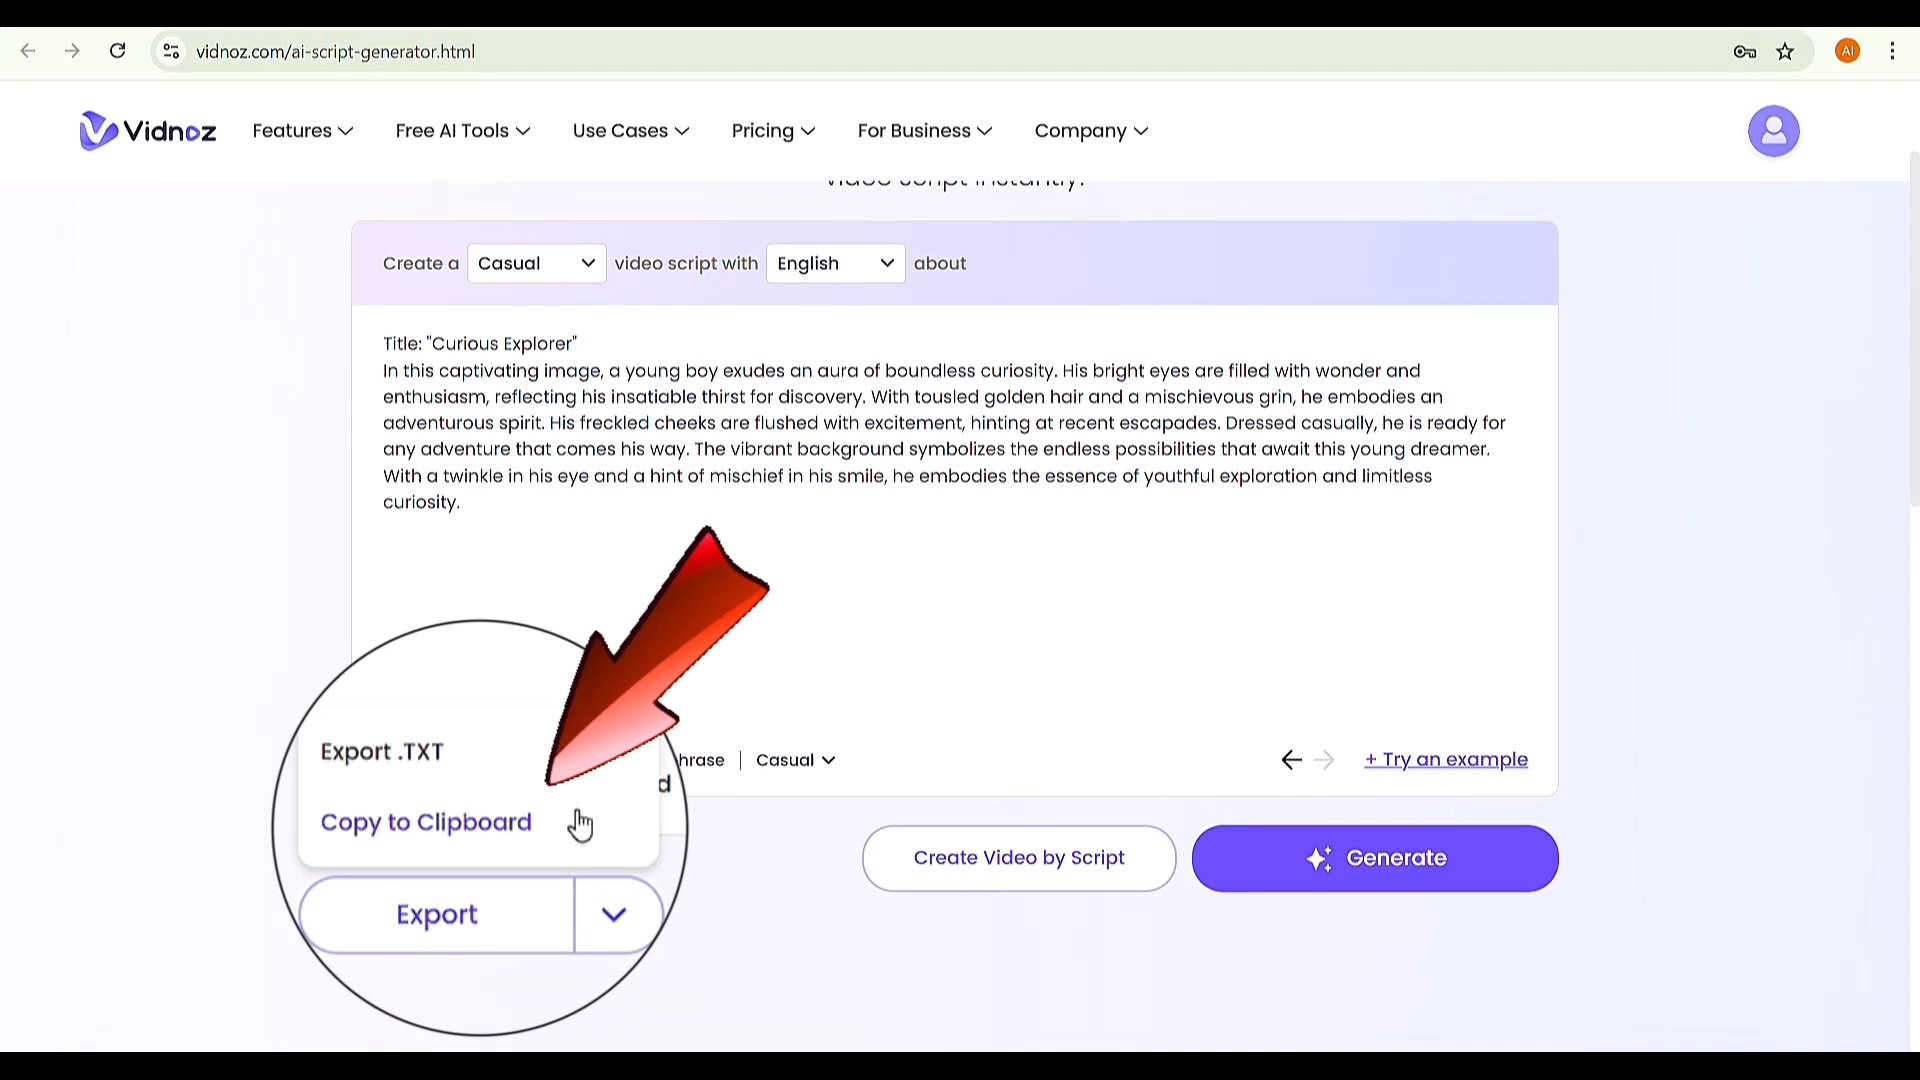 vidnoz.com/ai-script-generator.html
AI
Vidnoz
Features
Free AI Tools
Use Cases
Pricing
For Business
Company
video script instantly!
Create a Casual video script with English about
Title: "Curious Explorer"
In this captivating image, a young boy exudes an aura of boundless curiosity. His bright eyes are filled with wonder and
enthusiasm, reflecting his insatiable thirst for discovery. With tousled golden hair and a mischievous grin, he embodies an
adventurous spirit. His freckled cheeks are flushed with excitement, hinting at recent escapades. Dressed casually, he is ready for
any adventure that comes his way. The vibrant background symbolizes the endless possibilities that await this young dreamer.
With a twinkle in his eye and a hint of mischief in his smile, he embodies the essence of youthful exploration and limitless
curiosity.
Export .TXT
hrase | Casual
+ Try an example
d
Copy to Clipboard
Create Video by Script
Generate
Export